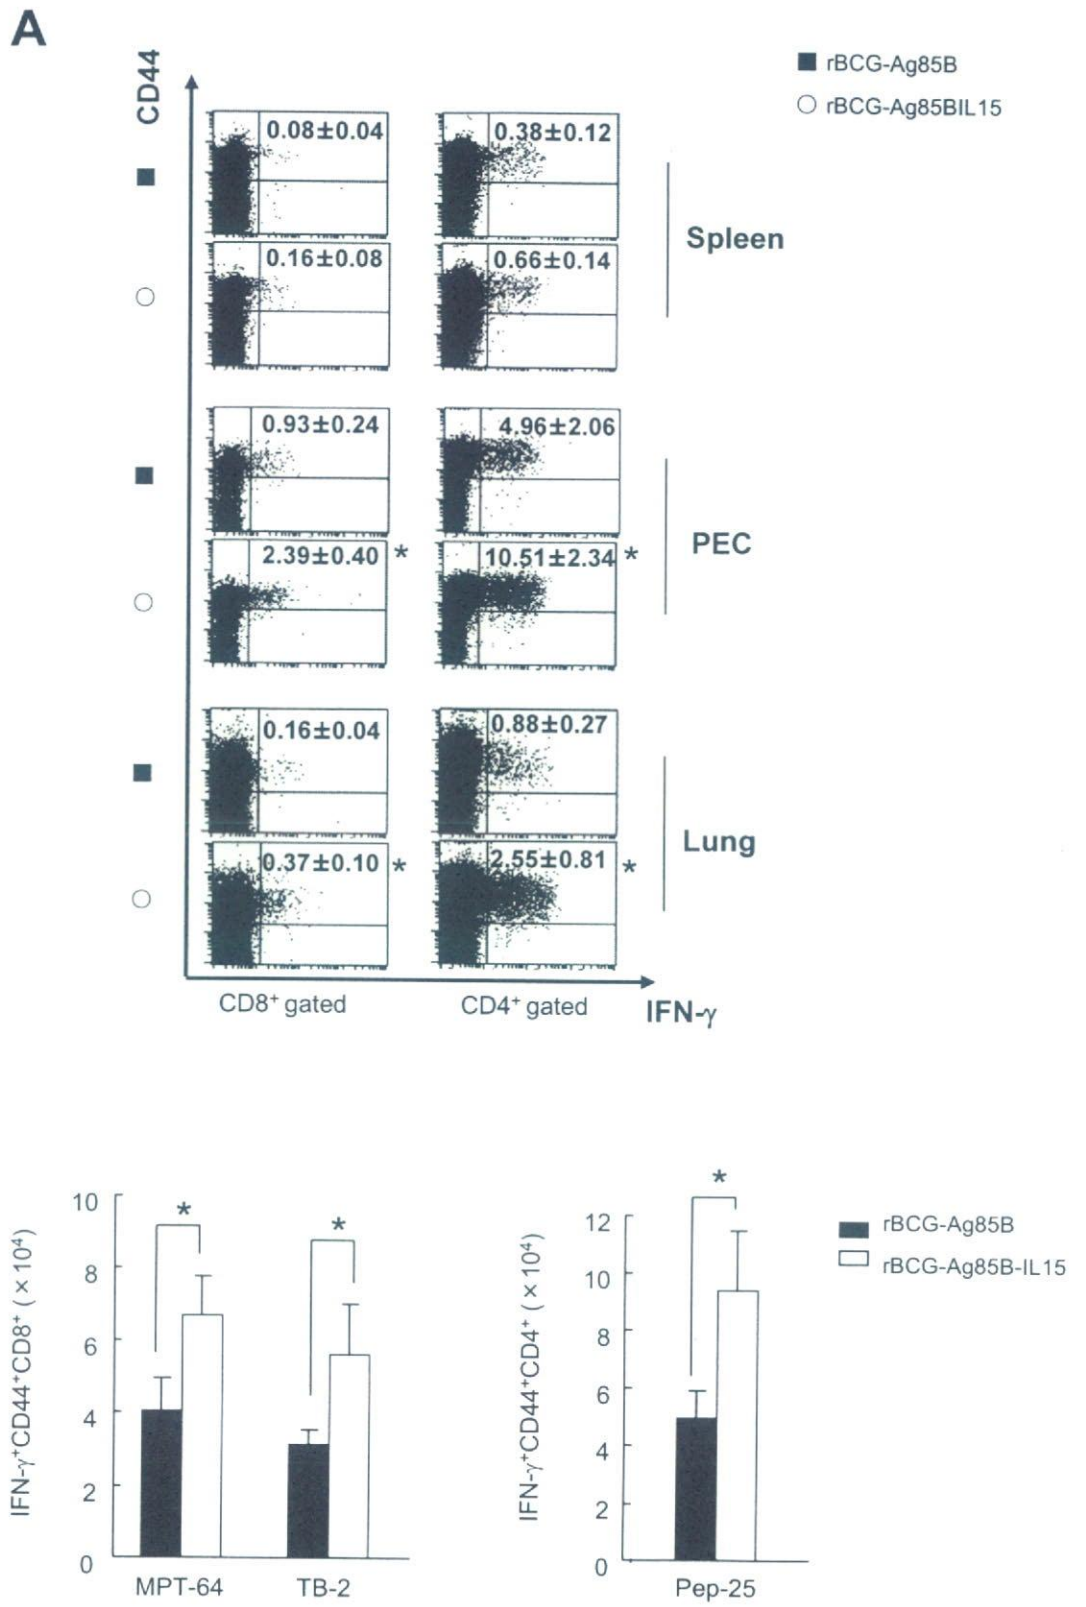 A
CD44
■ rBCG-Ag85B
○ rBCG-Ag85BIL15
0.08±0.04
0.38±0.12
0.16±0.08
0.66±0.14
Spleen
0.93±0.24
4.96±2.06
2.39±0.40 *
10.51±2.34 *
PEC
0.16±0.04
0.88±0.27
0.37±0.10 *
2.55±0.81 *
Lung
CD8⁺ gated
CD4⁺ gated
IFN-γ
IFN-γ⁺CD44⁺CD8⁺ (×10⁴)
10
8
6
4
2
0
*
*
MPT-64
TB-2
IFN-γ⁺CD44⁺CD4⁺ (×10⁴)
12
10
8
6
4
2
0
*
Pep-25
rBCG-Ag85B
rBCG-Ag85B-IL15